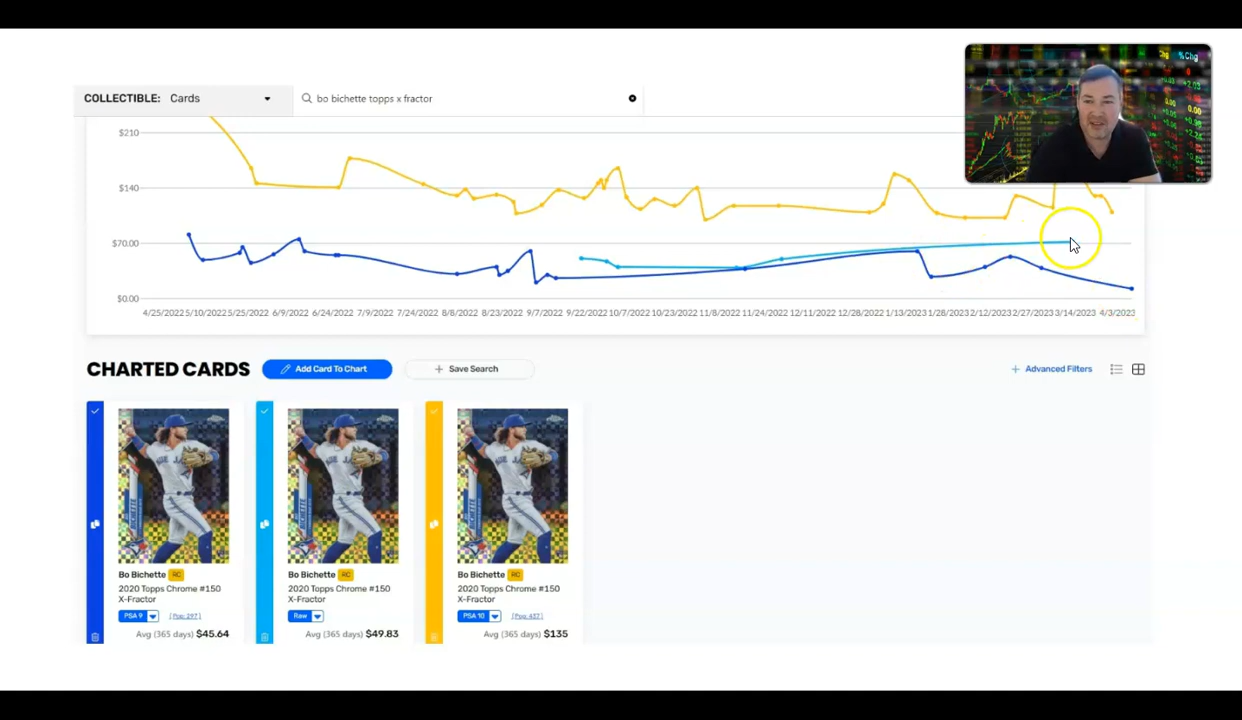 COLLECTIBLE: Cards
bo bichette topps x fractor
$210
$140
$70.00
$0.00
4/25/2022 5/10/2022 5/25/2022 6/9/2022 6/24/2022 7/9/2022 7/24/2022 8/8/2022 8/23/2022 9/7/2022 9/22/2022 10/7/2022 10/23/2022 11/8/2022 11/24/2022 12/11/2022 12/28/2022 1/13/2023 1/28/2023 2/12/2023 2/27/2023 3/14/2023 4/3/2023
% Chg
CHARTED CARDS
Add Card To Chart
+ Save Search
+ Advanced Filters
Bo Bichette RC
2020 Topps Chrome #150
X-Fractor
PSA 9 (Pop: 297)
Avg (365 days) $45.64
Bo Bichette RC
2020 Topps Chrome #150
X-Fractor
Raw
Avg (365 days) $49.83
Bo Bichette RC
2020 Topps Chrome #150
X-Fractor
PSA 10 (Pop: 437)
Avg (365 days) $135